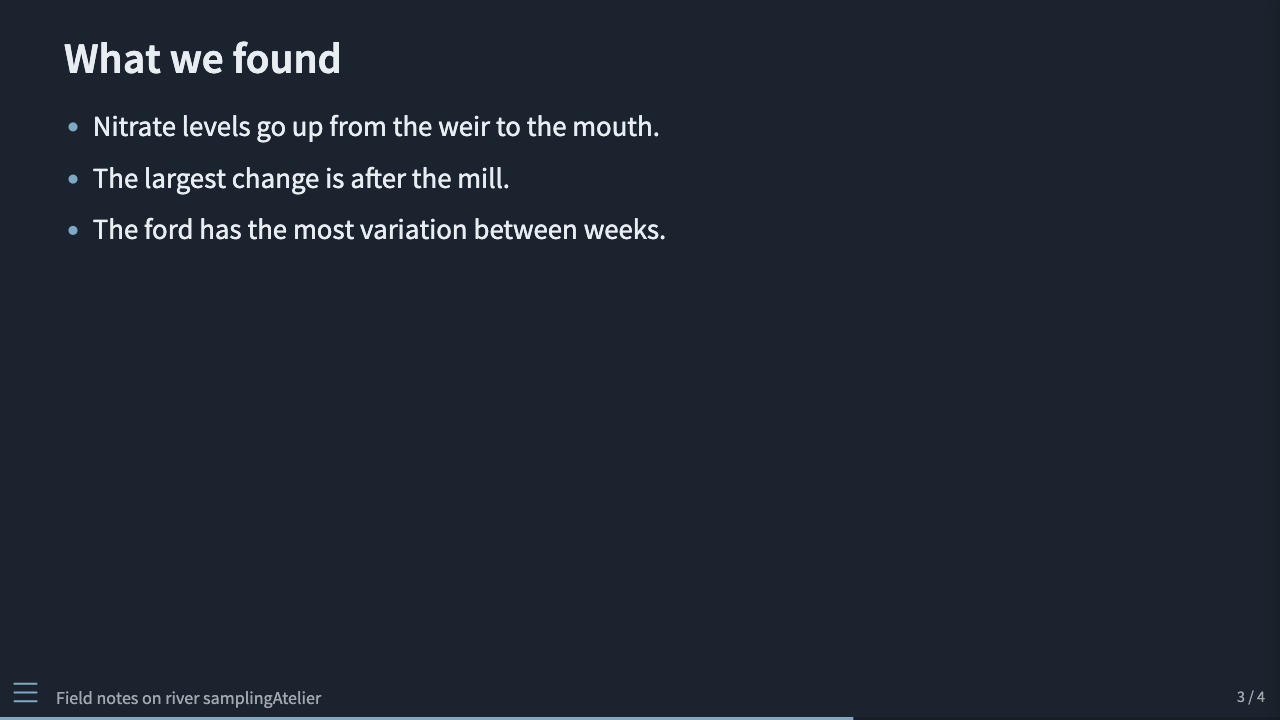 What we found
• Nitrate levels go up from the weir to the mouth.
• The largest change is after the mill.
• The ford has the most variation between weeks.
Field notes on river samplingAtelier
3 / 4